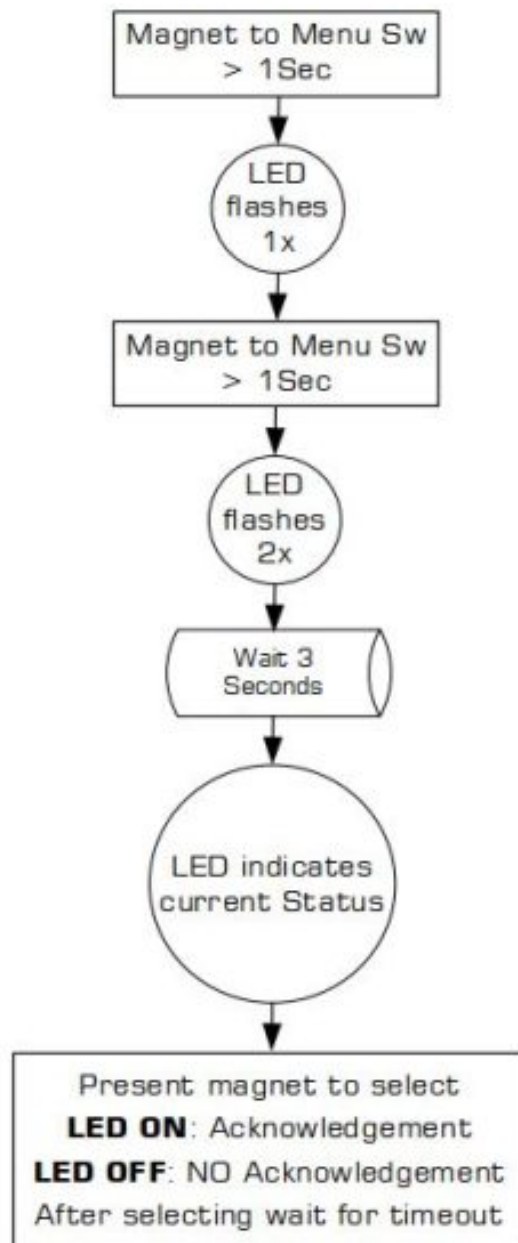 Magnet to Menu Sw
> 1Sec
LED
flashes
1x
Magnet to Menu Sw
> 1Sec
LED
flashes
2x
Wait 3
Seconds
LED indicates
current Status
Present magnet to select
LED ON: Acknowledgement
LED OFF: NO Acknowledgement
After selecting wait for timeout